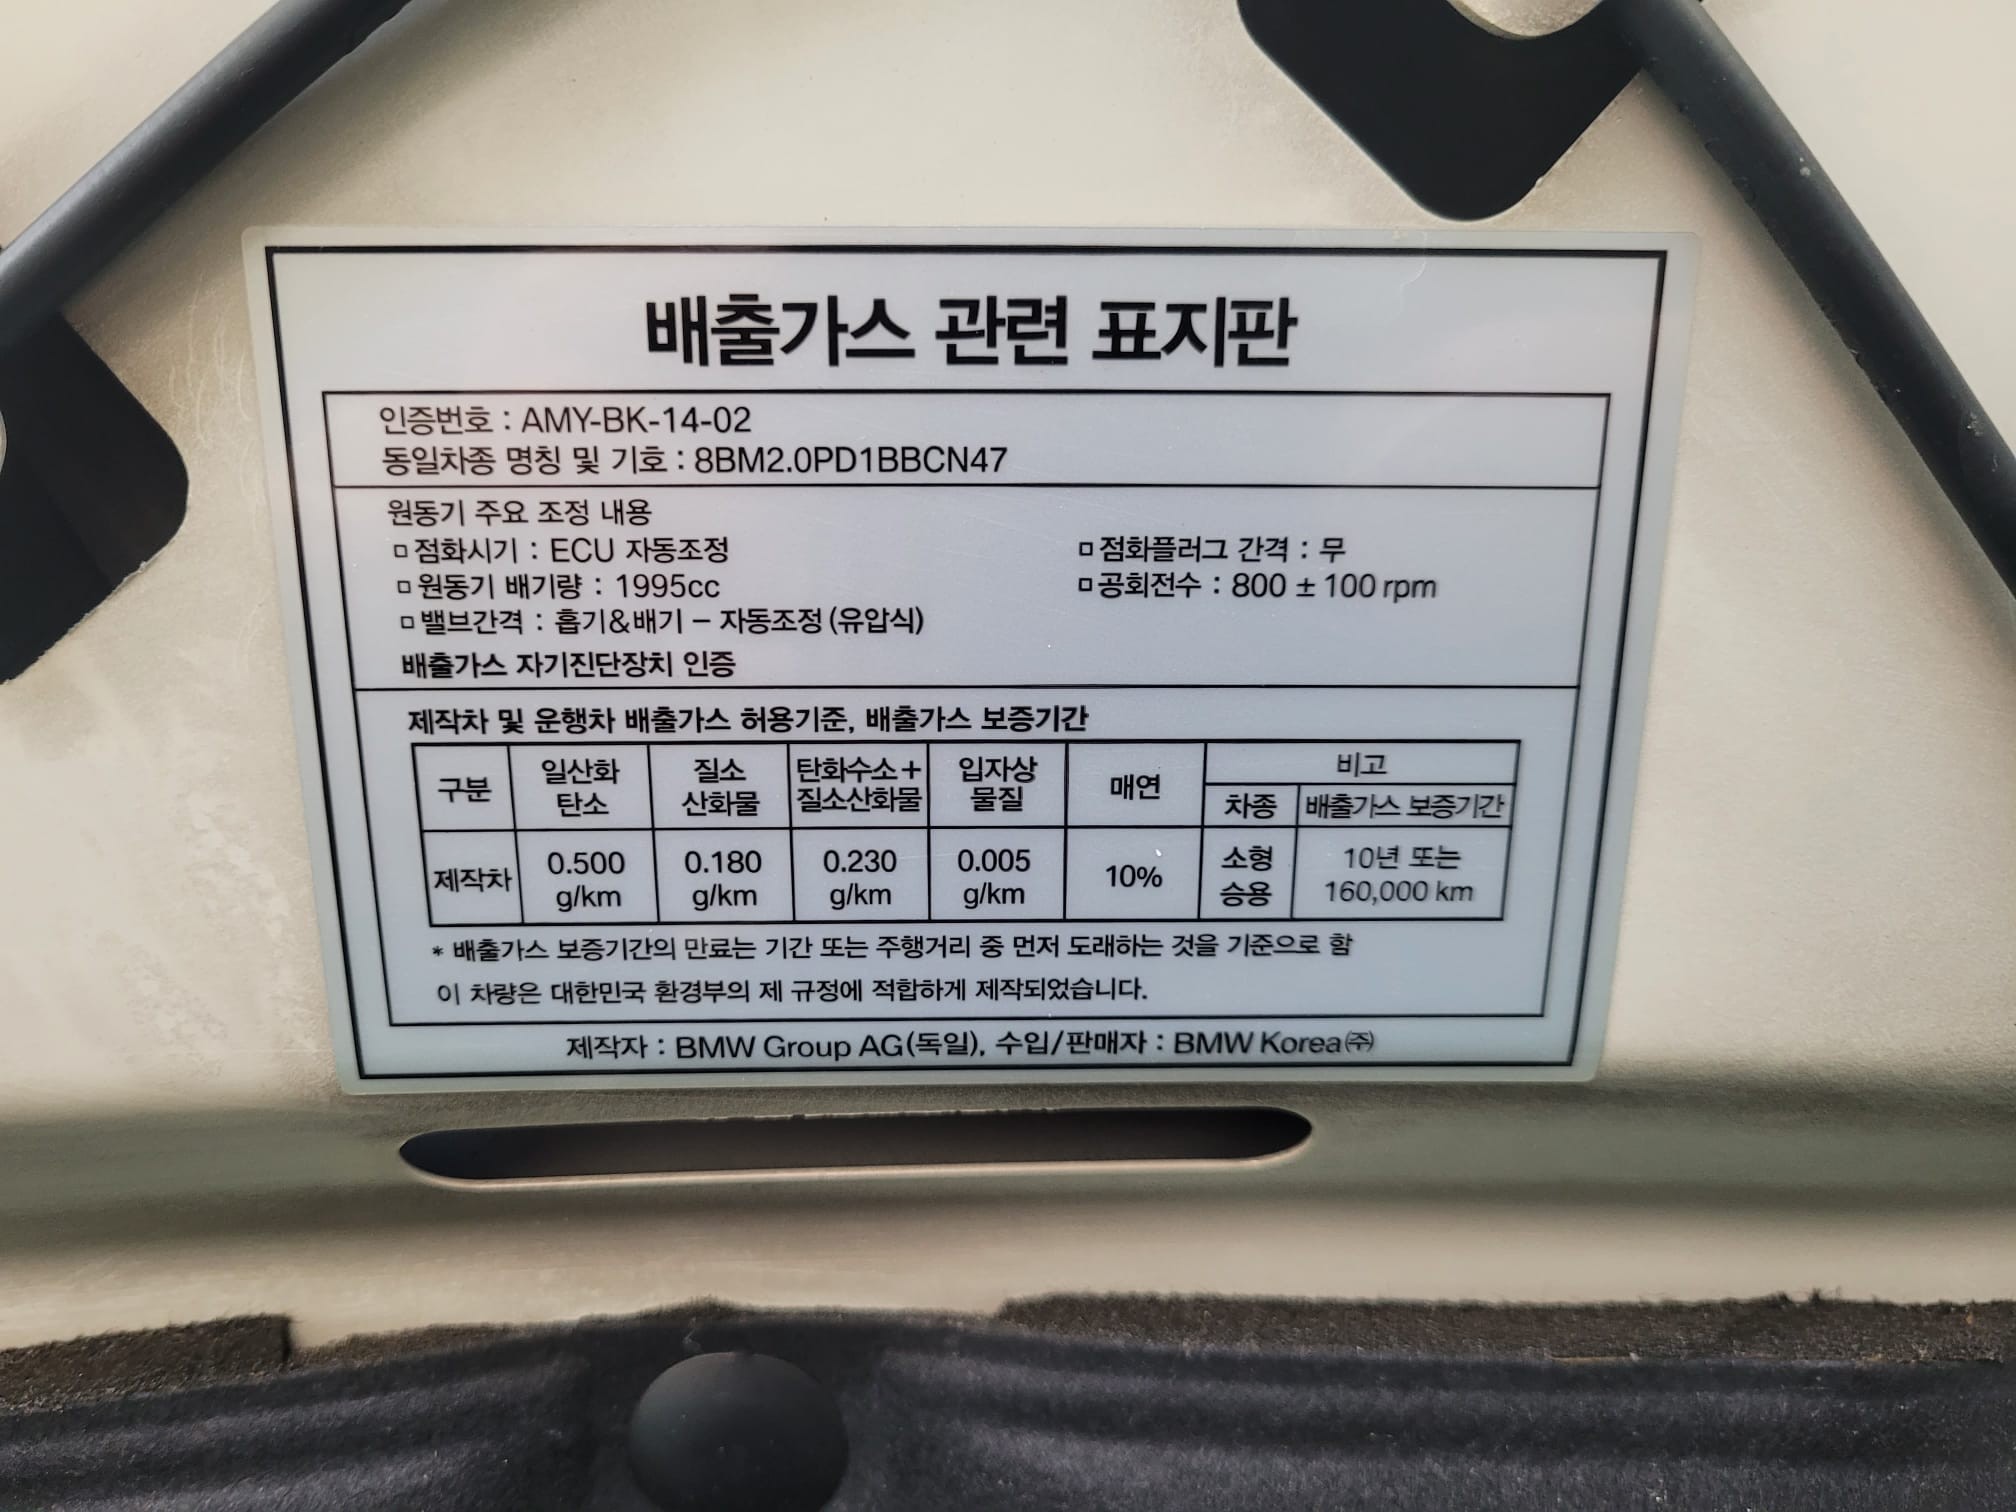 배출가스 관련 표지판
인증번호 : AMY-BK-14-02
동일차종 명칭 및 기호 : 8BM2.0PD1BBCN47
원동기 주요 조정 내용
□ 점화시기 : ECU 자동조정 □ 점화플러그 간격 : 무
□ 원동기 배기량 : 1995cc □ 공회전수 : 800 ± 100 rpm
□ 밸브간격 : 흡기&배기 – 자동조정 (유압식)
배출가스 자기진단장치 인증
제작차 및 운행차 배출가스 허용기준, 배출가스 보증기간
구분 일산화 탄소 질소 산화물 탄화수소+ 질소산화물 입자상 물질 매연 비고
차종 배출가스 보증기간
제작차 0.500 g/km 0.180 g/km 0.230 g/km 0.005 g/km 10% 소형 승용 10년 또는 160,000 km
* 배출가스 보증기간의 만료는 기간 또는 주행거리 중 먼저 도래하는 것을 기준으로 함
이 차량은 대한민국 환경부의 제 규정에 적합하게 제작되었습니다.
제작자 : BMW Group AG(독일), 수입/판매자 : BMW Korea㈜